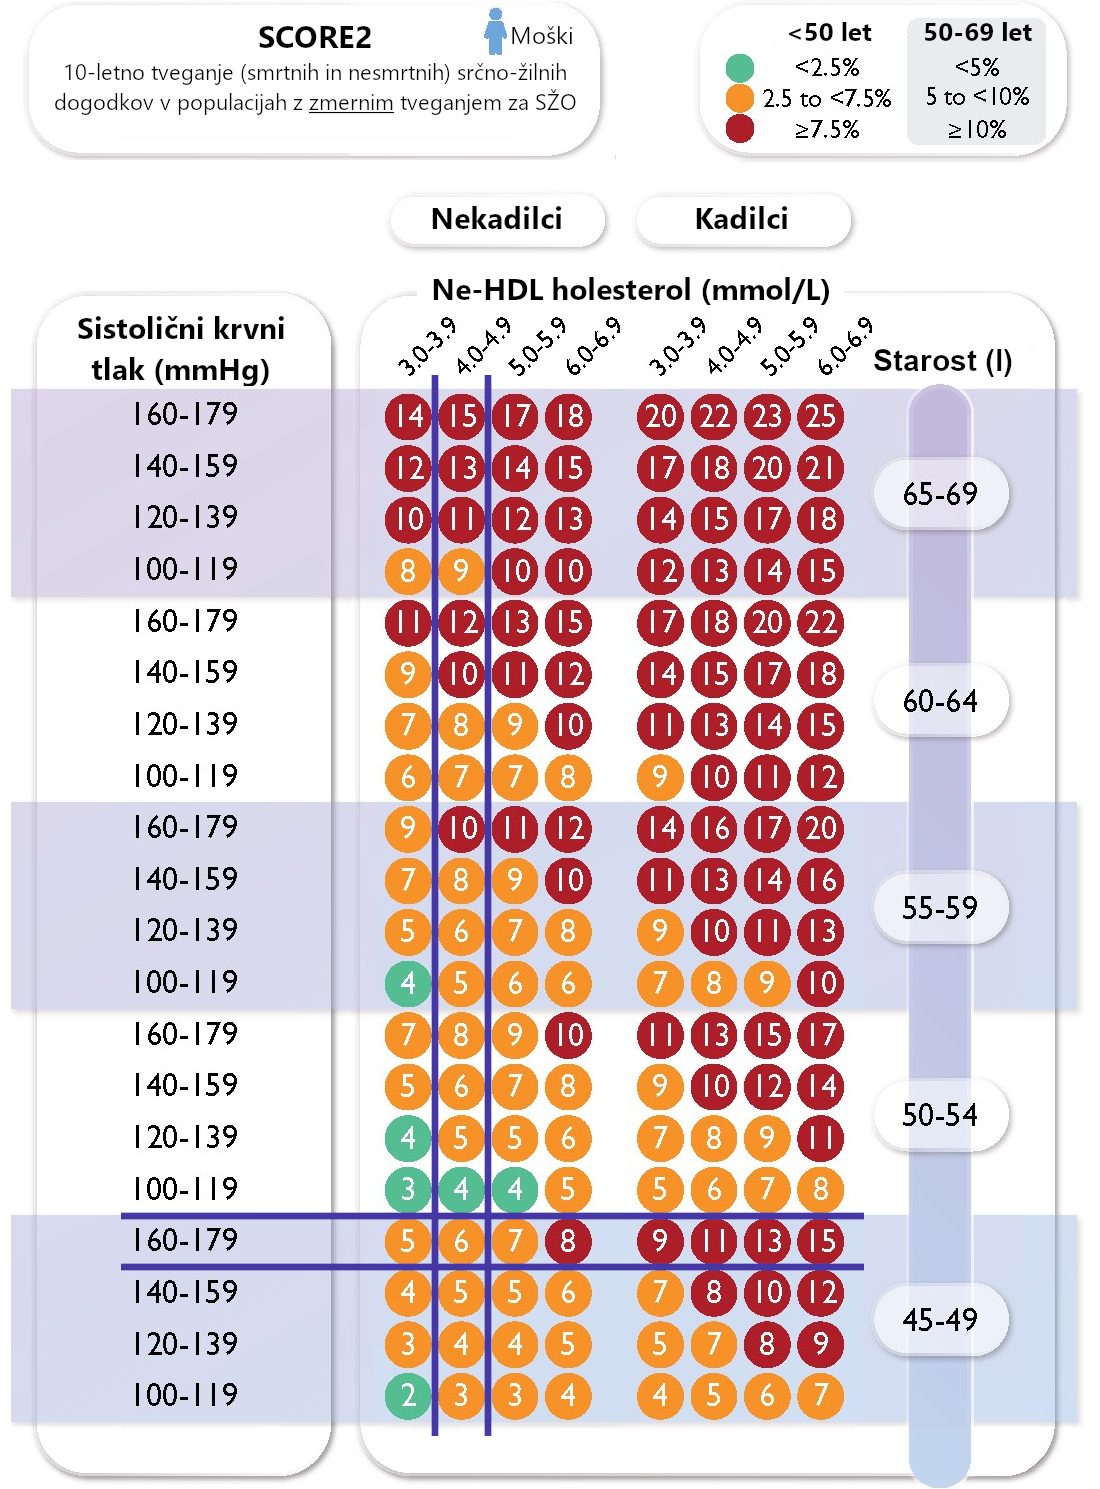 SCORE2
Moški
10-letno tveganje (smrtnih in nesmrtnih) srčno-žilnih
dogodkov v populacijah z zmernim tveganjem za SŽO
<50 let 50-69 let
<2.5% <5%
2.5 to <7.5% 5 to <10%
≥7.5% ≥10%
Nekadilci Kadilci
Ne-HDL holesterol (mmol/L)
Sistolični krvni
tlak (mmHg)
3.0-3.9 4.0-4.9 5.0-5.9 6.0-6.9 3.0-3.9 4.0-4.9 5.0-5.9 6.0-6.9
Starost (l)
160-179 14 15 17 18 20 22 23 25
140-159 12 13 14 15 17 18 20 21
65-69
120-139 10 11 12 13 14 15 17 18
100-119 8 9 10 10 12 13 14 15
160-179 11 12 13 15 17 18 20 22
140-159 9 10 11 12 14 15 17 18
60-64
120-139 7 8 9 10 11 13 14 15
100-119 6 7 7 8 9 10 11 12
160-179 9 10 11 12 14 16 17 20
140-159 7 8 9 10 11 13 14 16
55-59
120-139 5 6 7 8 9 10 11 13
100-119 4 5 6 6 7 8 9 10
160-179 7 8 9 10 11 13 15 17
140-159 5 6 7 8 9 10 12 14
50-54
120-139 4 5 5 6 7 8 9 11
100-119 3 4 4 5 5 6 7 8
160-179 5 6 7 8 9 11 13 15
140-159 4 5 5 6 7 8 10 12
45-49
120-139 3 4 4 5 5 7 8 9
100-119 2 3 3 4 4 5 6 7